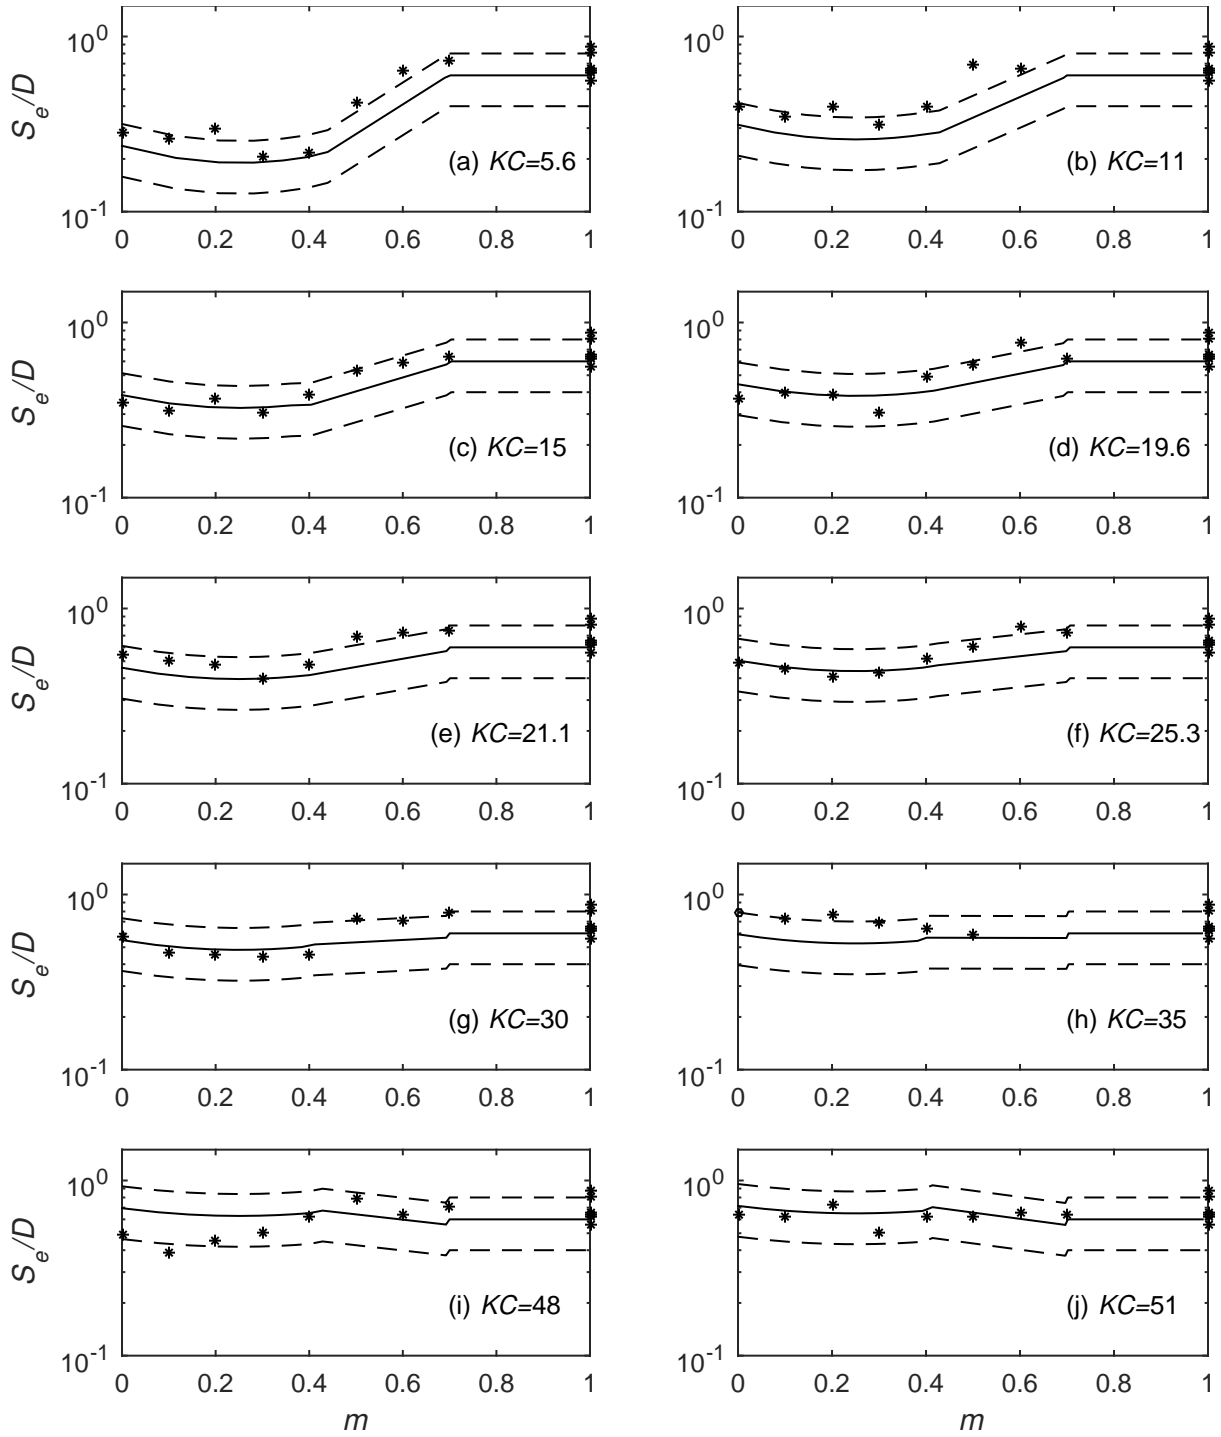 10^0
S_e/D
(a) KC=5.6
10^-1
0 0.2 0.4 0.6 0.8 1
10^0
(b) KC=11
10^-1
0 0.2 0.4 0.6 0.8 1
10^0
S_e/D
(c) KC=15
10^-1
0 0.2 0.4 0.6 0.8 1
10^0
(d) KC=19.6
10^-1
0 0.2 0.4 0.6 0.8 1
10^0
S_e/D
(e) KC=21.1
10^-1
0 0.2 0.4 0.6 0.8 1
10^0
(f) KC=25.3
10^-1
0 0.2 0.4 0.6 0.8 1
10^0
S_e/D
(g) KC=30
10^-1
0 0.2 0.4 0.6 0.8 1
10^0
(h) KC=35
10^-1
0 0.2 0.4 0.6 0.8 1
10^0
S_e/D
(i) KC=48
10^-1
0 0.2 0.4 0.6 0.8 1
m
10^0
(j) KC=51
10^-1
0 0.2 0.4 0.6 0.8 1
m